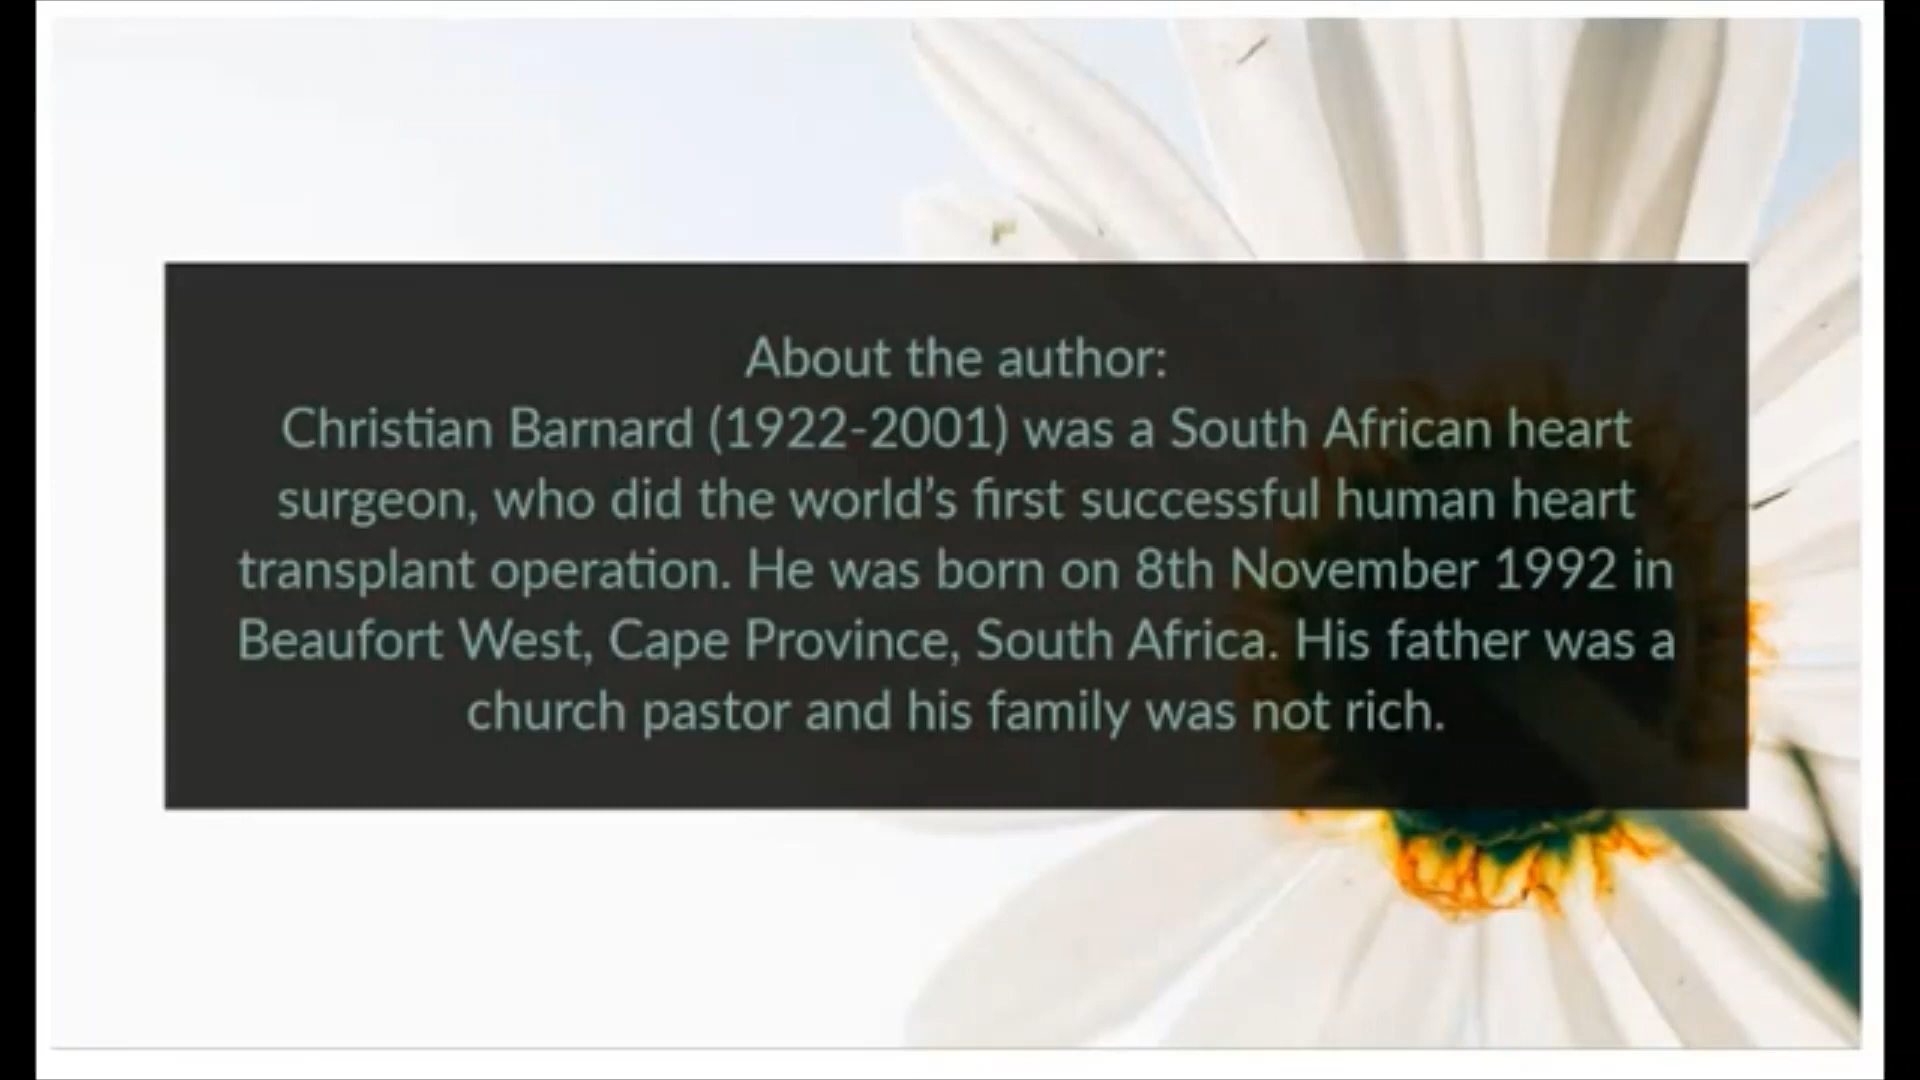 About the author:
Christian Barnard (1922-2001) was a South African heart
surgeon, who did the world’s first successful human heart
transplant operation. He was born on 8th November 1992 in
Beaufort West, Cape Province, South Africa. His father was a
church pastor and his family was not rich.